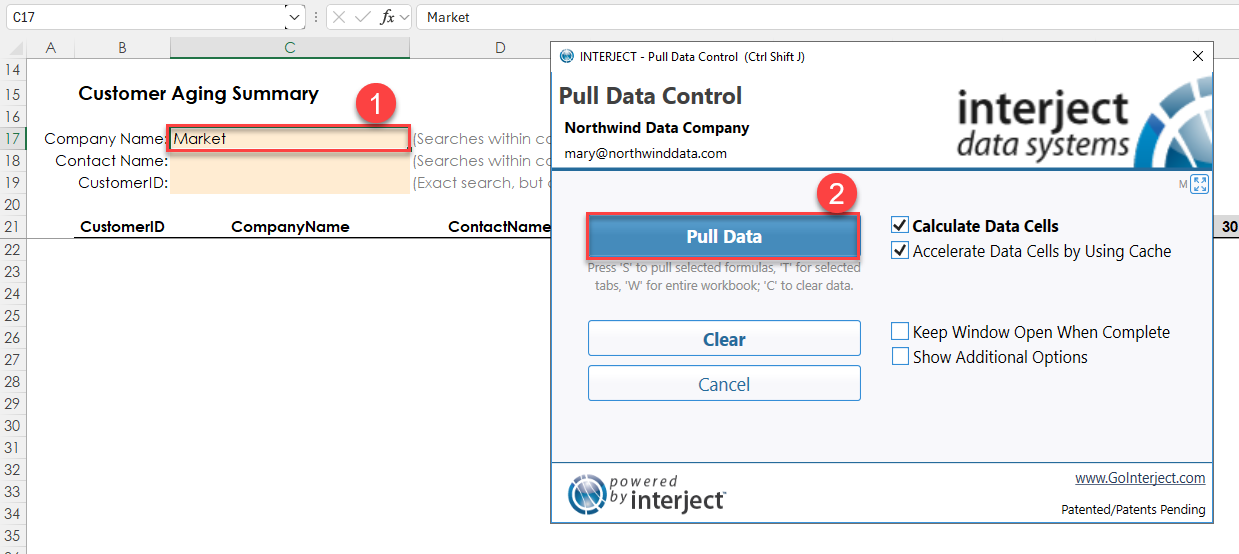 C17
fx
Market
A B C D
14
15 Customer Aging Summary
16
17 Company Name: Market (Searches within co
18 Contact Name: (Searches within co
19 CustomerID: (Exact search, but
20
21 CustomerID CompanyName ContactName 30
22
23
24
25
26
27
28
29
30
31
32
33
34
35
1
2
INTERJECT - Pull Data Control (Ctrl Shift J)
Pull Data Control
Northwind Data Company
mary@northwinddata.com
interject
data systems
M
Pull Data
Press 'S' to pull selected formulas, 'T' for selected
tabs, 'W' for entire workbook; 'C' to clear data.
Clear
Cancel
Calculate Data Cells
Accelerate Data Cells by Using Cache
Keep Window Open When Complete
Show Additional Options
powered
by interject
www.GoInterject.com
Patented/Patents Pending